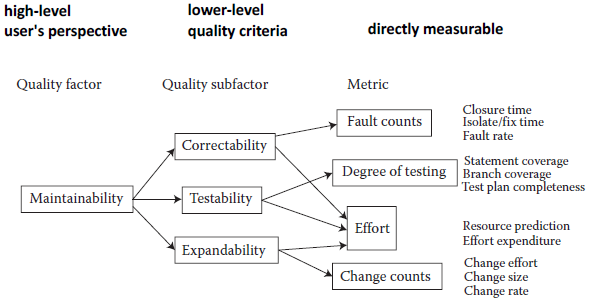 high-level
user's perspective
lower-level
quality criteria
directly measurable
Quality factor
Quality subfactor
Metric
Maintainability
Correctability
Testability
Expandability
Fault counts
Closure time
Isolate/fix time
Fault rate
Degree of testing
Statement coverage
Branch coverage
Test plan completeness
Effort
Resource prediction
Effort expenditure
Change counts
Change effort
Change size
Change rate